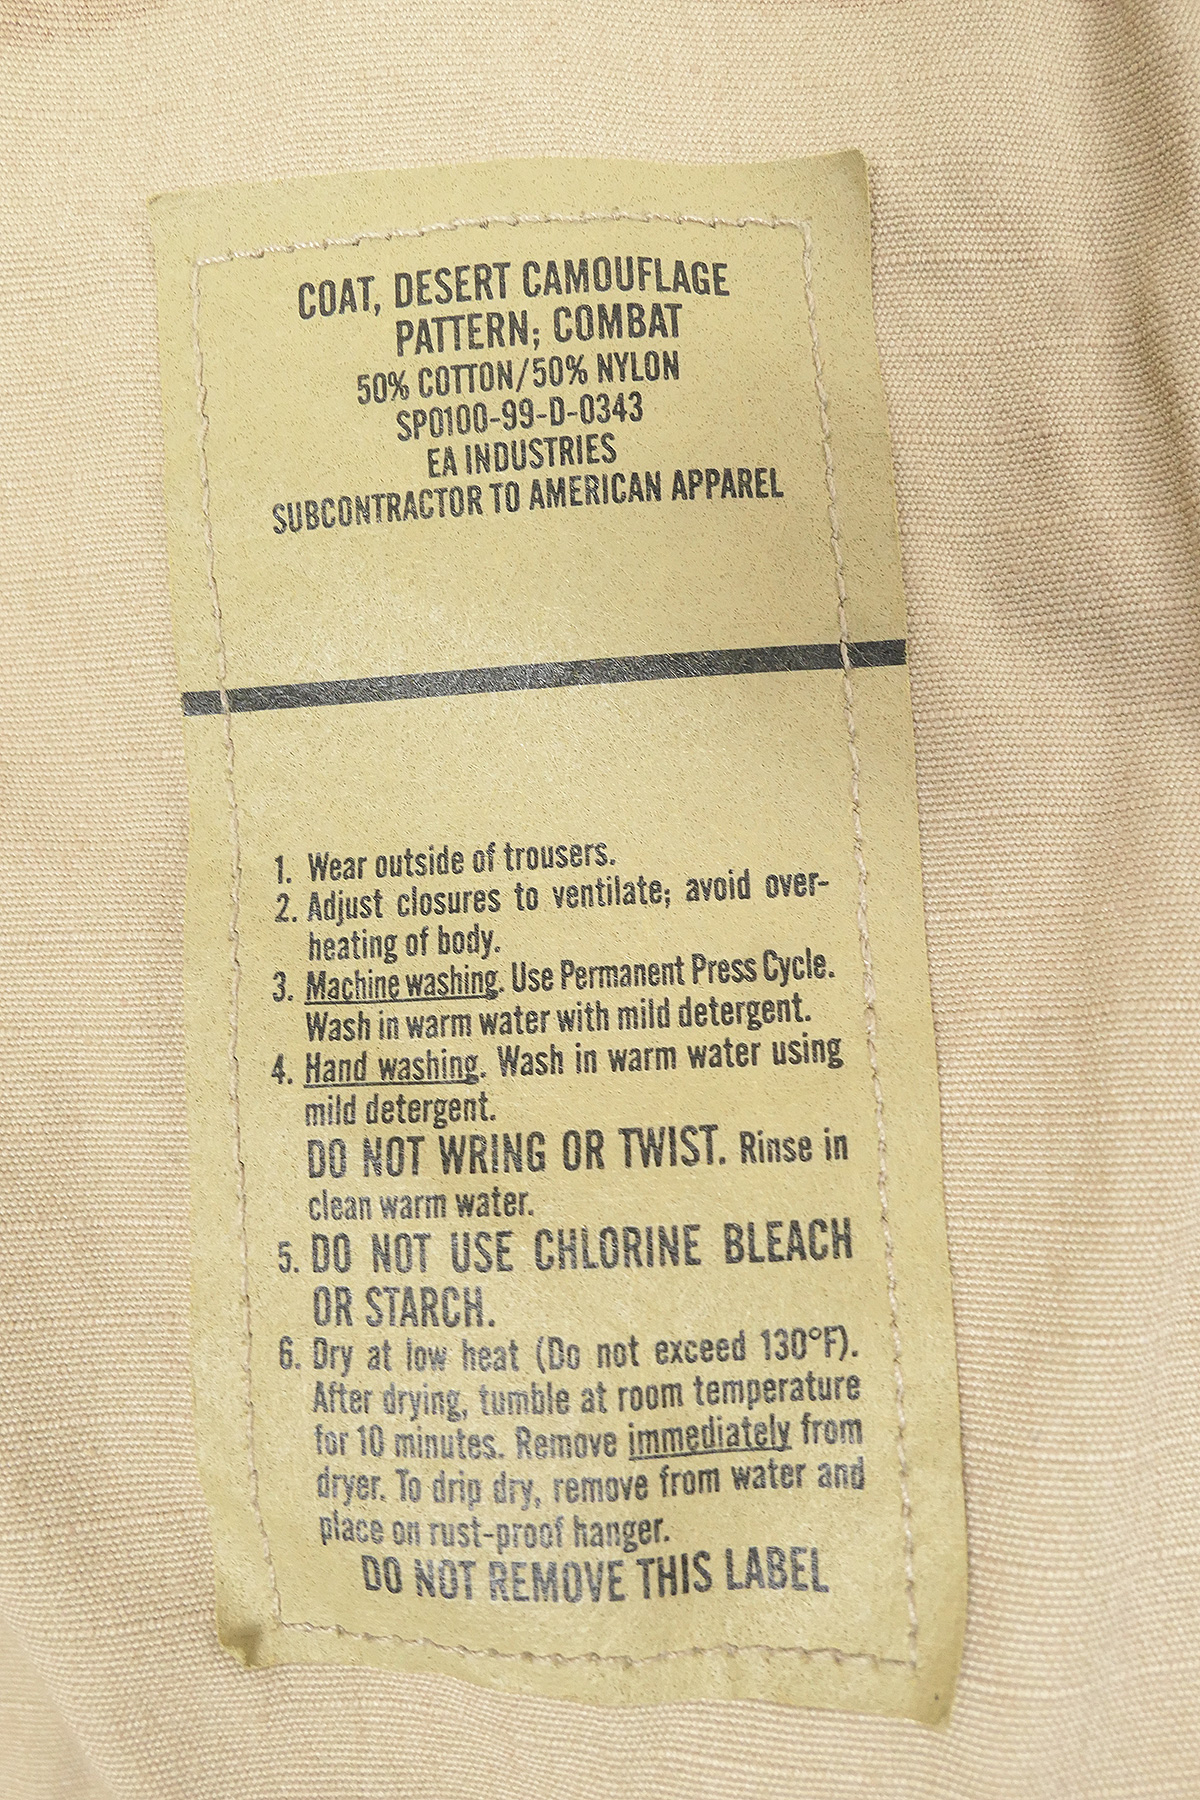 COAT, DESERT CAMOUFLAGE
PATTERN; COMBAT
50% COTTON/50% NYLON
SPO100-99-D-0343
EA INDUSTRIES
SUBCONTRACTOR TO AMERICAN APPAREL
1. Wear outside of trousers.
2. Adjust closures to ventilate; avoid over-
heating of body.
3. Machine washing. Use Permanent Press Cycle.
Wash in warm water with mild detergent.
4. Hand washing. Wash in warm water using
mild detergent.
DO NOT WRING OR TWIST. Rinse in
clean warm water.
5. DO NOT USE CHLORINE BLEACH
OR STARCH.
6. Dry at low heat (Do not exceed 130°F).
After drying, tumble at room temperature
for 10 minutes. Remove immediately from
dryer. To drip dry, remove from water and
place on rust-proof hanger.
DO NOT REMOVE THIS LABEL